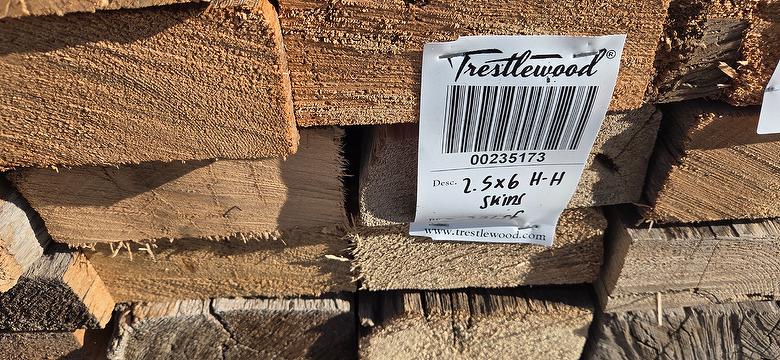 Trestlewood®
00235173
Desc. 2.5x6 H-H
Skins
www.trestlewood.com